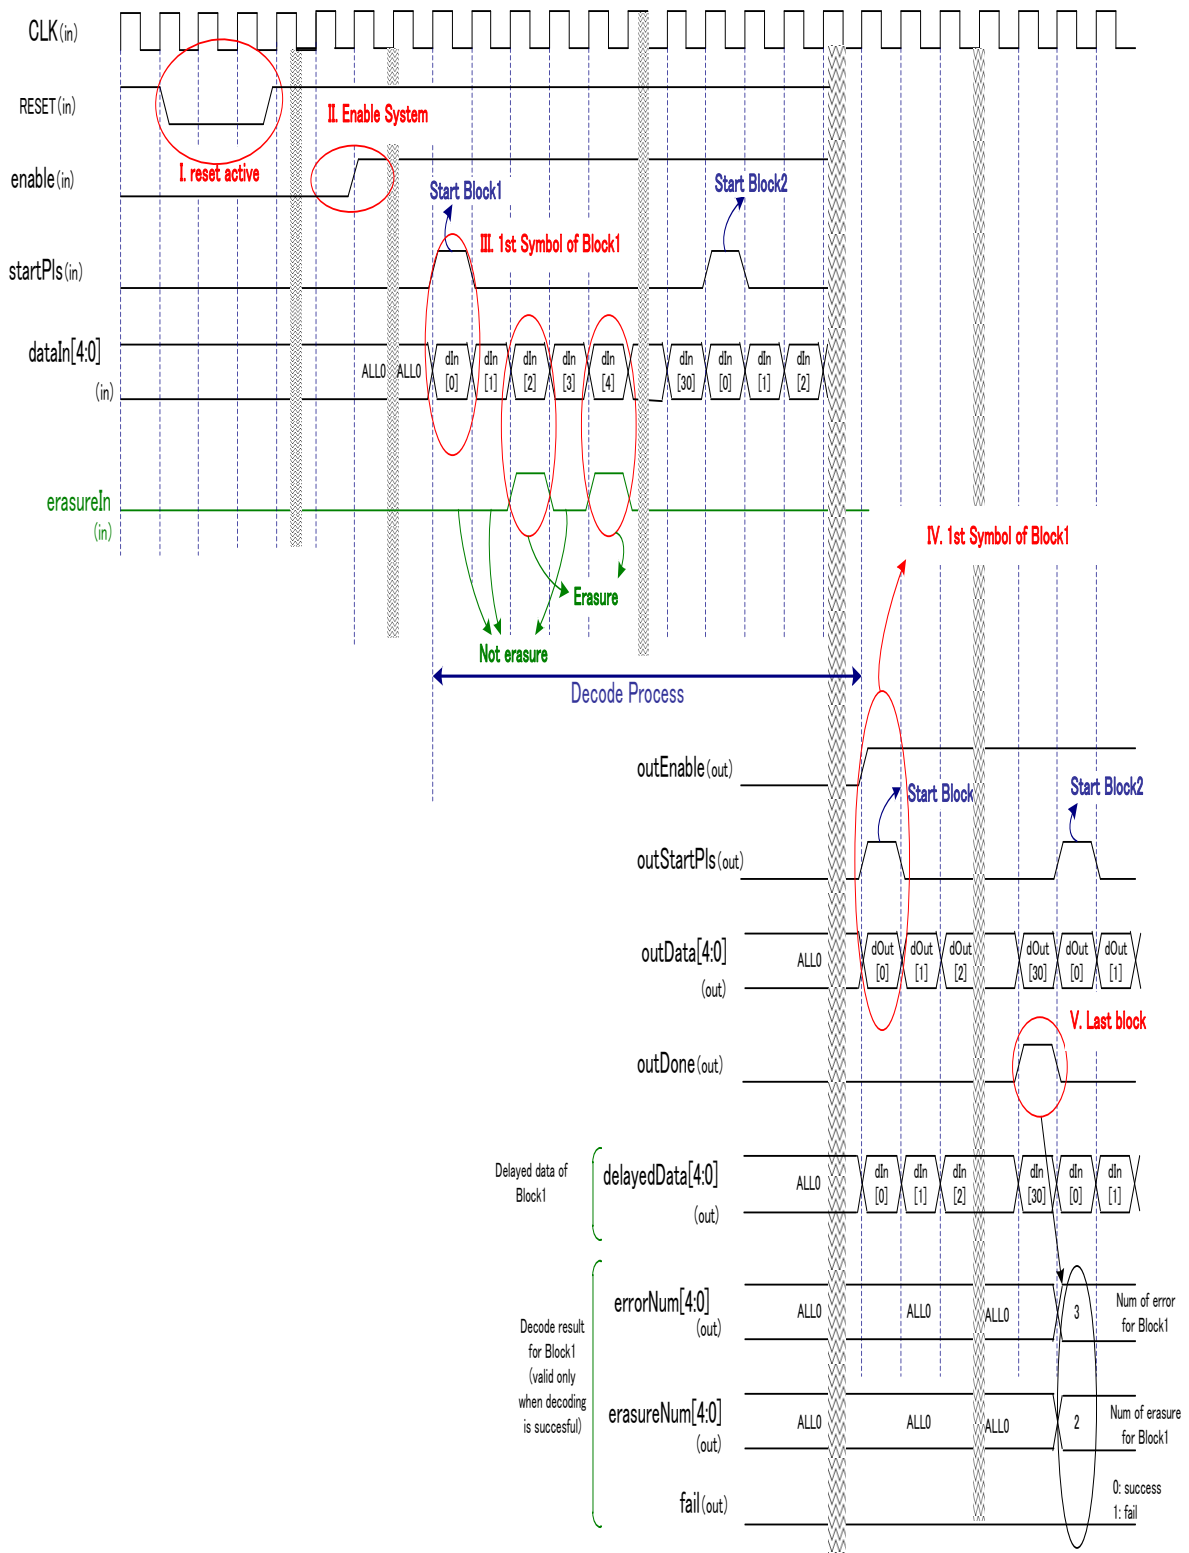 CLK(in)
RESET(in)
II. Enable System
I. reset active
enable(in)
Start Block1
Start Block2
III. 1st Symbol of Block1
startPls(in)
dataIn[4:0]
(in)
ALL0 ALL0 dIn [0] dIn [1] dIn [2] dIn [3] dIn [4] dIn [30] dIn [0] dIn [1] dIn [2]
erasureIn
(in)
IV. 1st Symbol of Block1
Erasure
Not erasure
Decode Process
outEnable(out)
Start Block
Start Block2
outStartPls(out)
outData[4:0]
(out)
ALL0 dOut [0] dOut [1] dOut [2] dOut [30] dOut [0] dOut [1]
V. Last block
outDone(out)
Delayed data of
Block1
delayedData[4:0]
(out)
ALL0 dIn [0] dIn [1] dIn [2] dIn [30] dIn [0] dIn [1]
errorNum[4:0]
(out)
ALL0 ALL0 ALL0 3
Num of error
for Block1
Decode result
for Block1
(valid only
when decoding
is succesful)
erasureNum[4:0]
(out)
ALL0 ALL0 ALL0 2
Num of erasure
for Block1
fail(out)
0: success
1: fail